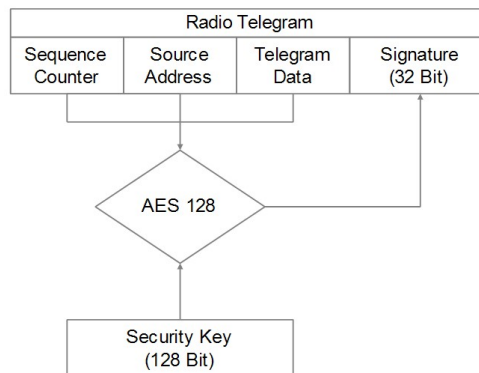 Radio Telegram
Sequence
Counter
Source
Address
Telegram
Data
Signature
(32 Bit)
AES 128
Security Key
(128 Bit)